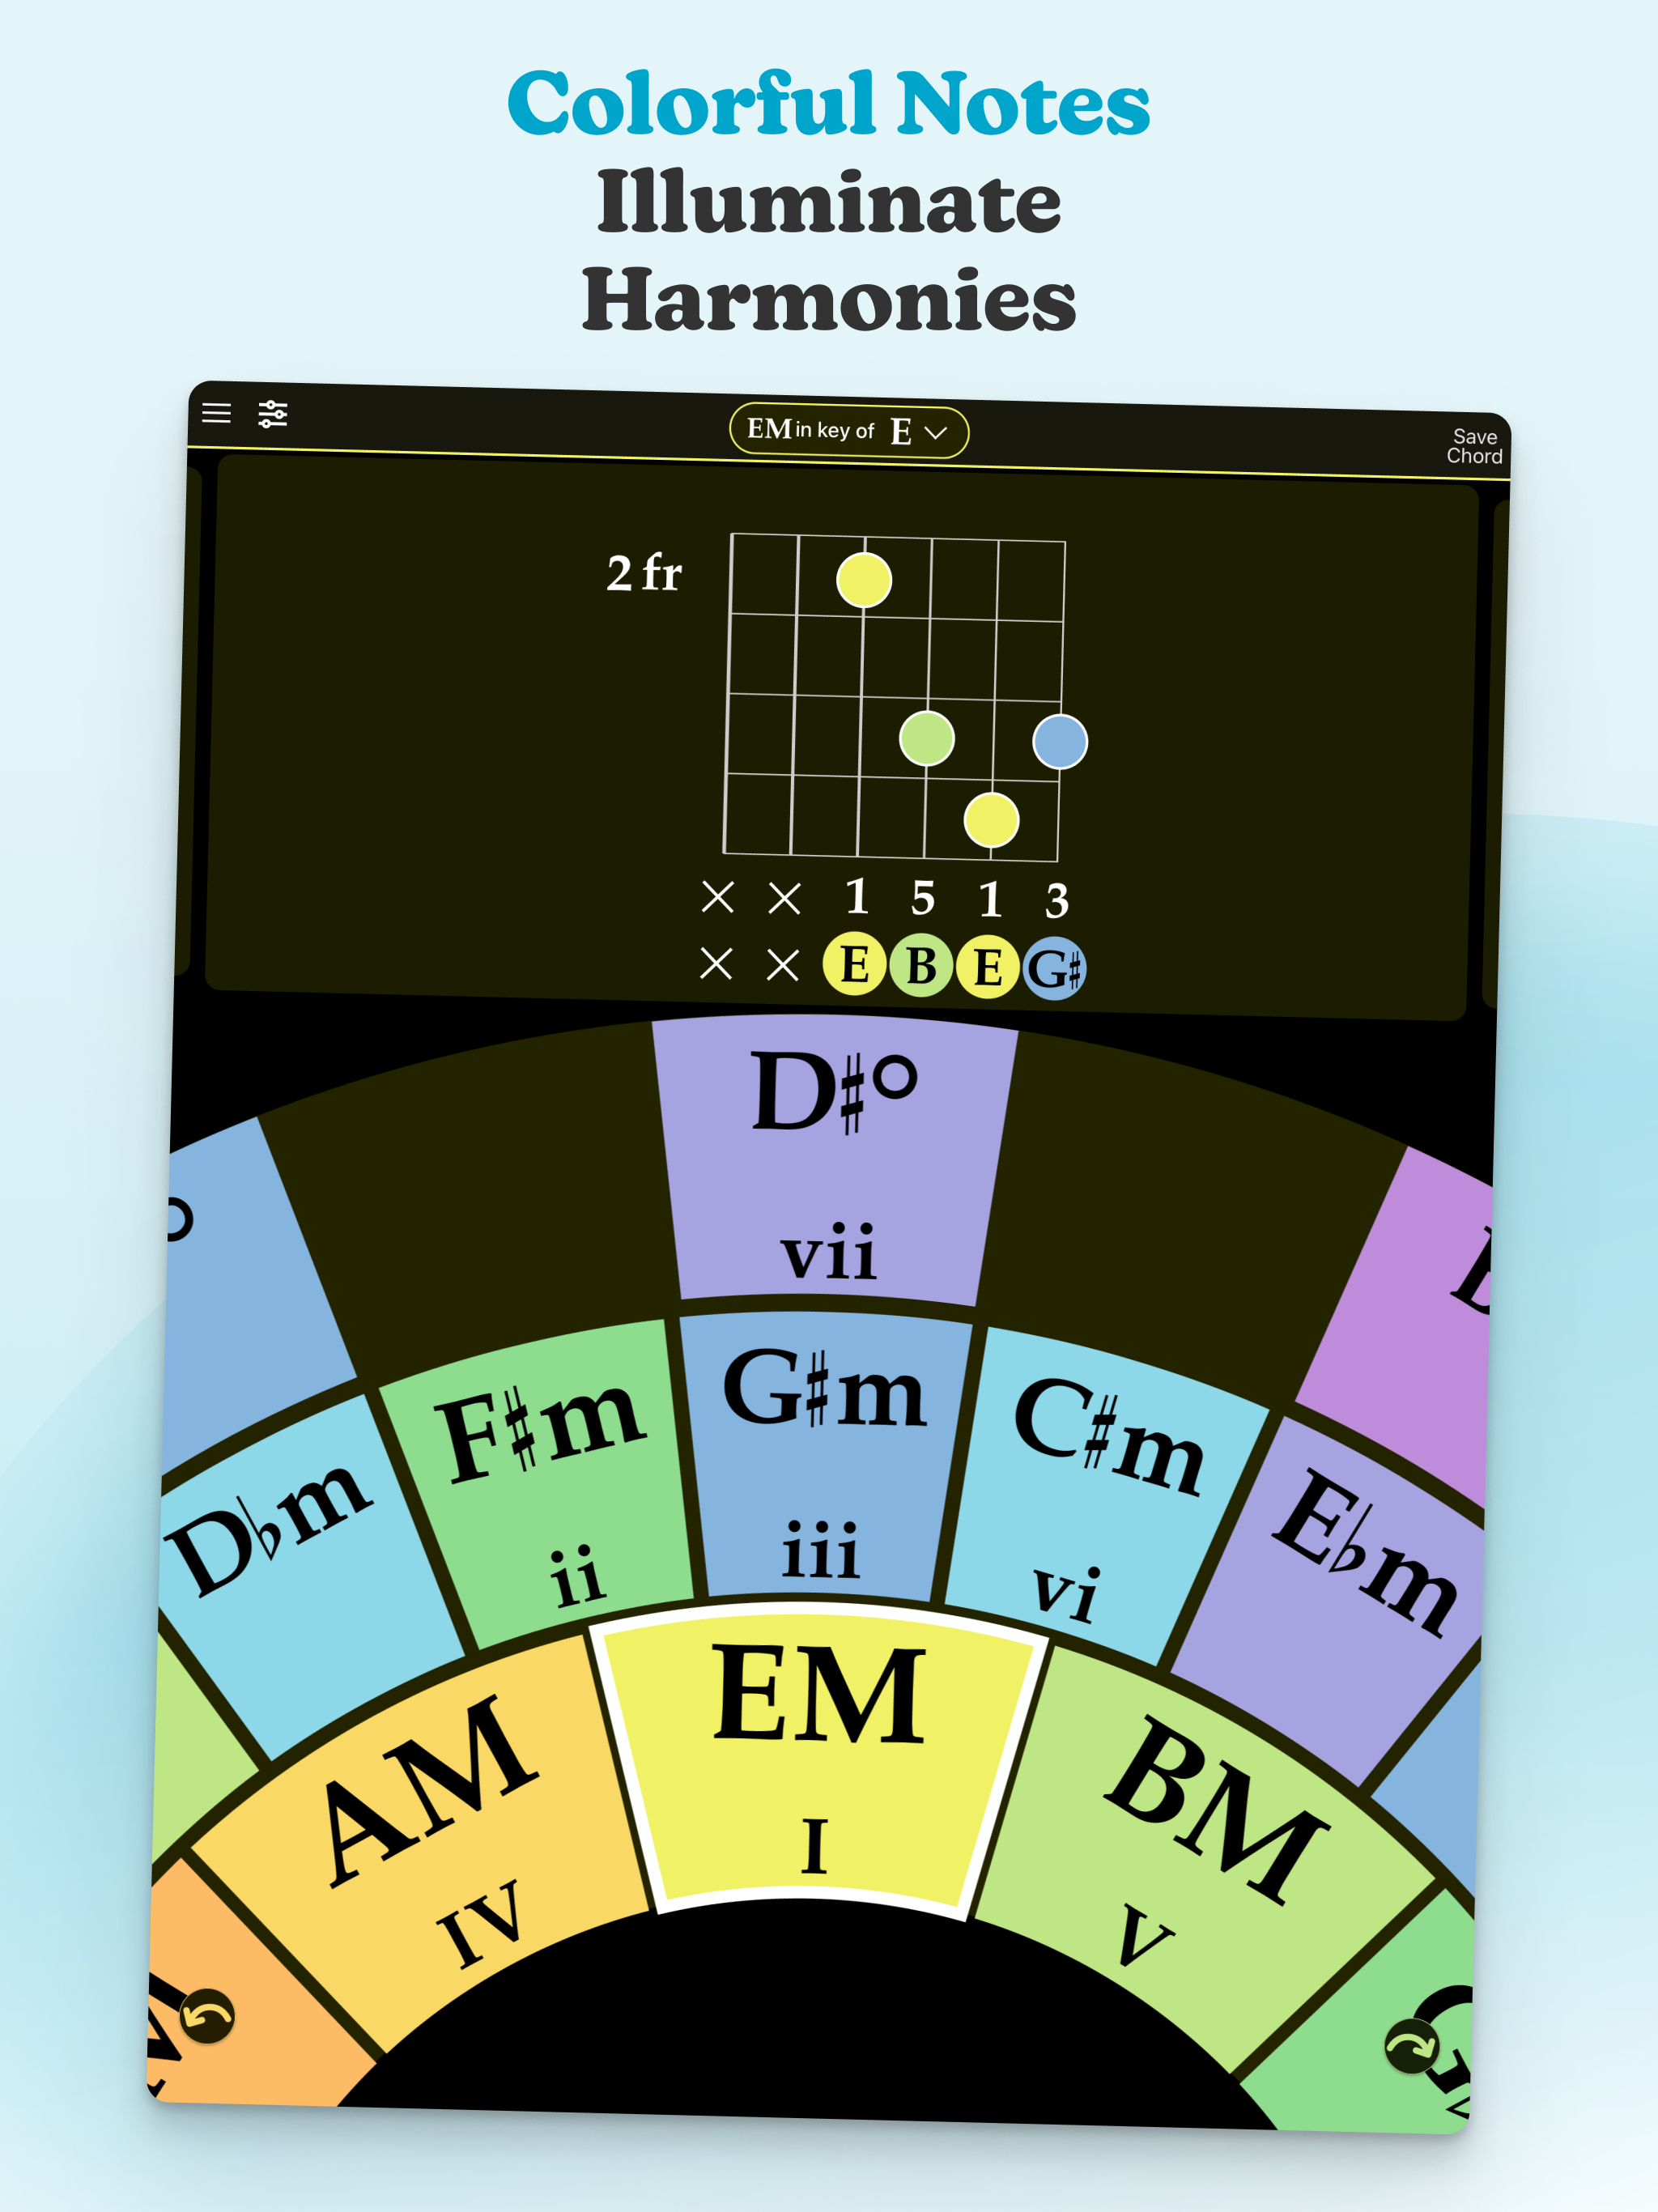 Colorful Notes
Illuminate
Harmonies
EM in key of E
Save
Chord
2 fr
× × 1 5 1 3
× × E B E G♯
D♯°
vii
F♯m
ii
G♯m
iii
C♯m
vi
D♭m
E♭m
AM
IV
EM
I
BM
V